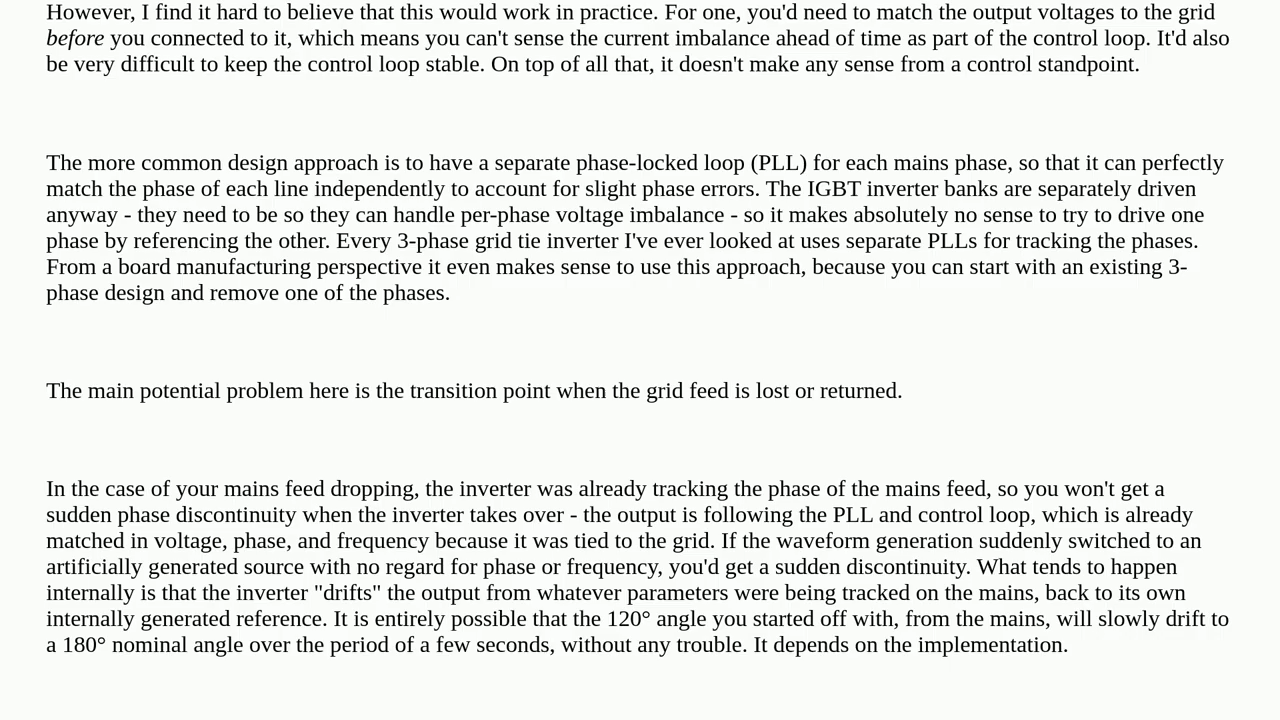 However, I find it hard to believe that this would work in practice. For one, you'd need to match the output voltages to the grid
before you connected to it, which means you can't sense the current imbalance ahead of time as part of the control loop. It'd also
be very difficult to keep the control loop stable. On top of all that, it doesn't make any sense from a control standpoint.
The more common design approach is to have a separate phase-locked loop (PLL) for each mains phase, so that it can perfectly
match the phase of each line independently to account for slight phase errors. The IGBT inverter banks are separately driven
anyway - they need to be so they can handle per-phase voltage imbalance - so it makes absolutely no sense to try to drive one
phase by referencing the other. Every 3-phase grid tie inverter I've ever looked at uses separate PLLs for tracking the phases.
From a board manufacturing perspective it even makes sense to use this approach, because you can start with an existing 3-
phase design and remove one of the phases.
The main potential problem here is the transition point when the grid feed is lost or returned.
In the case of your mains feed dropping, the inverter was already tracking the phase of the mains feed, so you won't get a
sudden phase discontinuity when the inverter takes over - the output is following the PLL and control loop, which is already
matched in voltage, phase, and frequency because it was tied to the grid. If the waveform generation suddenly switched to an
artificially generated source with no regard for phase or frequency, you'd get a sudden discontinuity. What tends to happen
internally is that the inverter "drifts" the output from whatever parameters were being tracked on the mains, back to its own
internally generated reference. It is entirely possible that the 120° angle you started off with, from the mains, will slowly drift to
a 180° nominal angle over the period of a few seconds, without any trouble. It depends on the implementation.